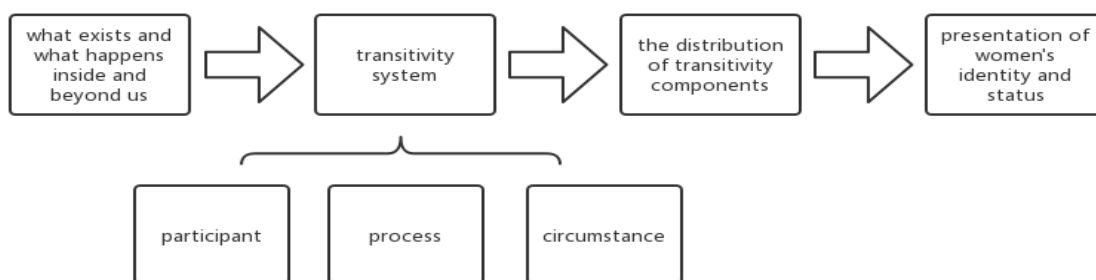 what exists and
what happens
inside and
beyond us
transitivity
system
the distribution
of transitivity
components
presentation of
women's
identity and
status
participant
process
circumstance